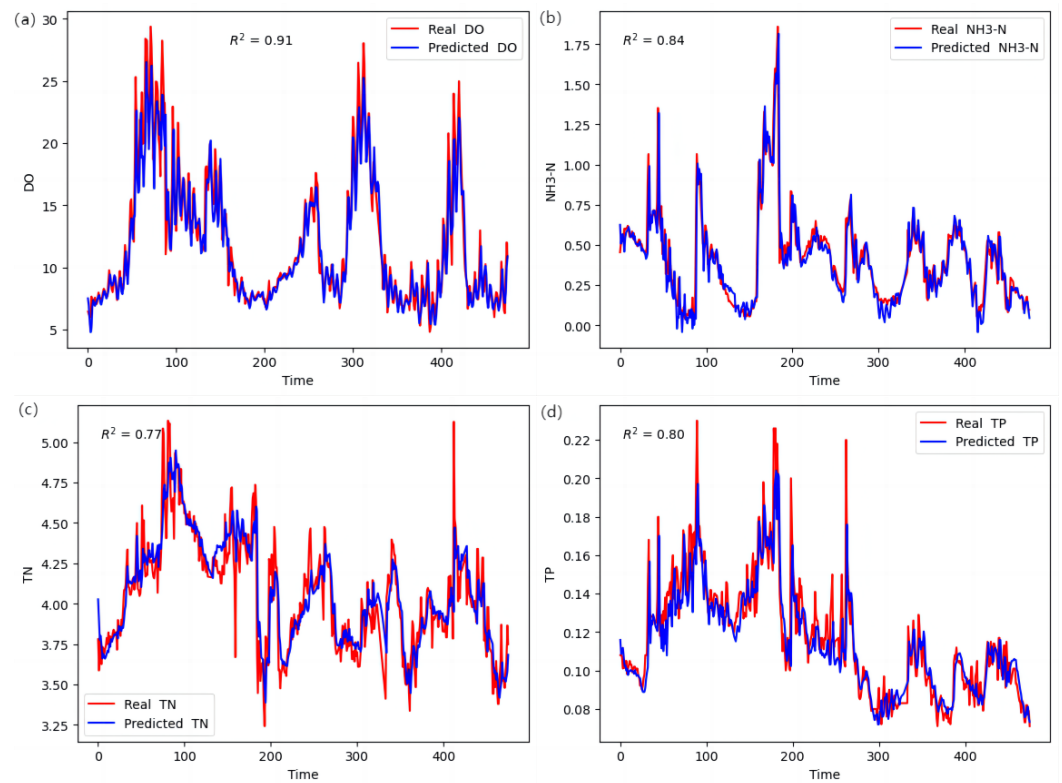 (a)
R² = 0.91
Real DO
Predicted DO
30
25
20
15
10
5
DO
0 100 200 300 400
Time
(b)
R² = 0.84
Real NH3-N
Predicted NH3-N
1.75
1.50
1.25
1.00
0.75
0.50
0.25
0.00
NH3-N
0 100 200 300 400
Time
(c)
R² = 0.77
5.00
4.75
4.50
4.25
4.00
3.75
3.50
3.25
TN
Real TN
Predicted TN
0 100 200 300 400 500
Time
(d)
R² = 0.80
Real TP
Predicted TP
0.22
0.20
0.18
0.16
0.14
0.12
0.10
0.08
TP
0 100 200 300 400
Time